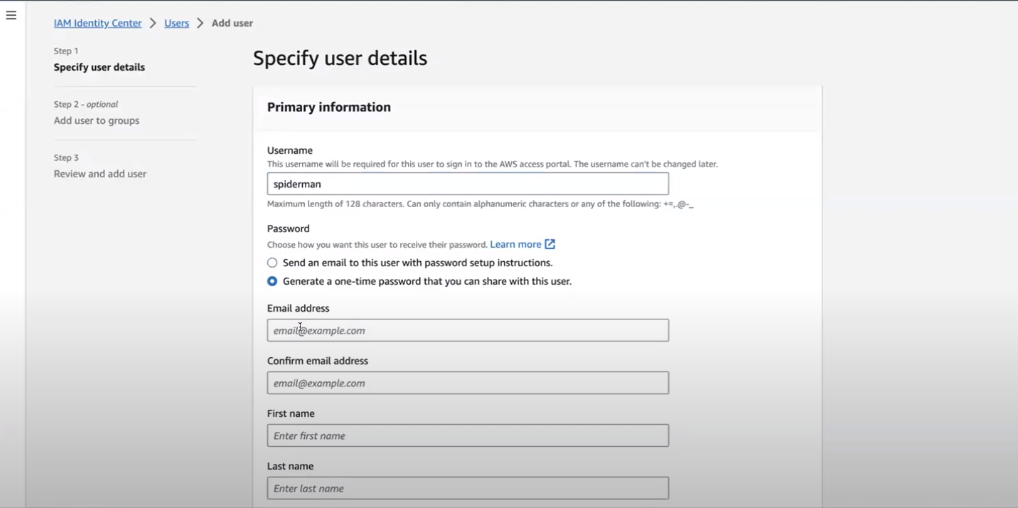 IAM Identity Center > Users > Add user
Step 1
Specify user details
Step 2 - optional
Add user to groups
Step 3
Review and add user
Specify user details
Primary information
Username
This username will be required for this user to sign in to the AWS access portal. The username can't be changed later.
spiderman
Maximum length of 128 characters. Can only contain alphanumeric characters or any of the following: +=,.@-_
Password
Choose how you want this user to receive their password. Learn more
Send an email to this user with password setup instructions.
Generate a one-time password that you can share with this user.
Email address
email@example.com
Confirm email address
email@example.com
First name
Enter first name
Last name
Enter last name